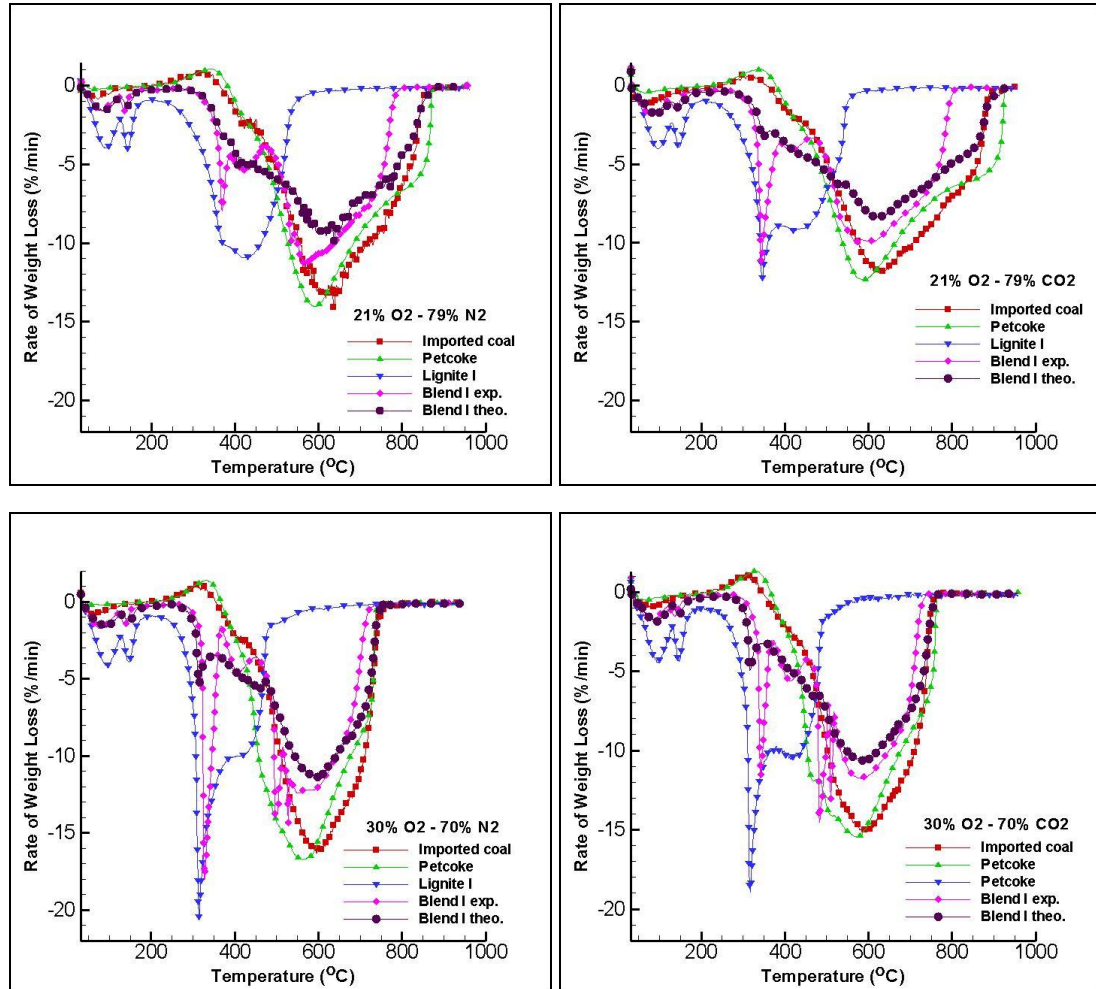 0
-5
-10
-15
-20
Rate of Weight Loss (% /min)
21% O2 - 79% N2
Imported coal
Petcoke
Lignite I
Blend I exp.
Blend I theo.
200 400 600 800 1000
Temperature (OC)
0
-5
-10
-15
-20
Rate of Weight Loss (% /min)
21% O2 - 79% CO2
Imported coal
Petcoke
Lignite I
Blend I exp.
Blend I theo.
200 400 600 800 1000
Temperature (OC)
0
-5
-10
-15
-20
Rate of Weight Loss (% /min)
30% O2 - 70% N2
Imported coal
Petcoke
Lignite I
Blend I exp.
Blend I theo.
200 400 600 800 1000
Temperature (OC)
0
-5
-10
-15
-20
Rate of Weight Loss (% /min)
30% O2 - 70% CO2
Imported coal
Petcoke
Petcoke
Blend I exp.
Blend I theo.
200 400 600 800 1000
Temperature (OC)